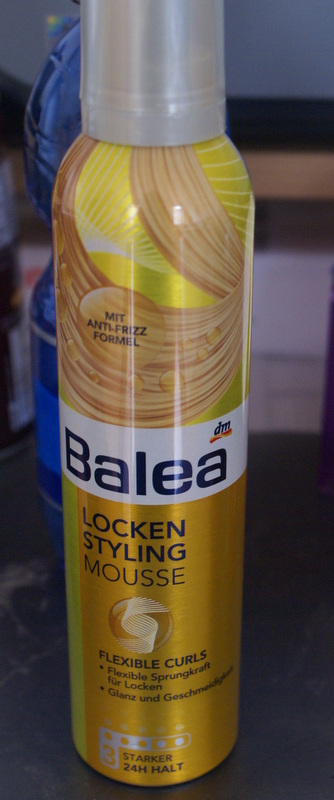 MIT
ANTI-FRIZZ
FORMEL
dm
Balea
LOCKEN
STYLING
MOUSSE
FLEXIBLE CURLS
• Flexible Sprungkraft
für Locken
• Glanz und Geschmeidigkeit
3 STARKER
24H HALT